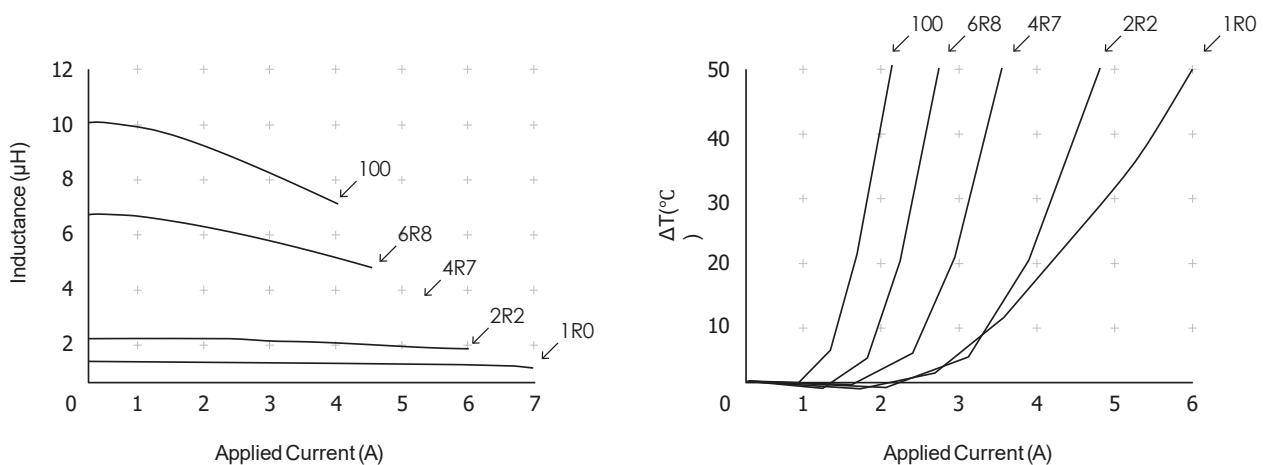 12
10
8
6
4
2
0 1 2 3 4 5 6 7
Inductance (μH)
Applied Current (A)
100
6R8
4R7
2R2
1R0
100 6R8 4R7 2R2 1R0
50
40
30
20
10
0 1 2 3 4 5 6
ΔT(℃
)
Applied Current (A)